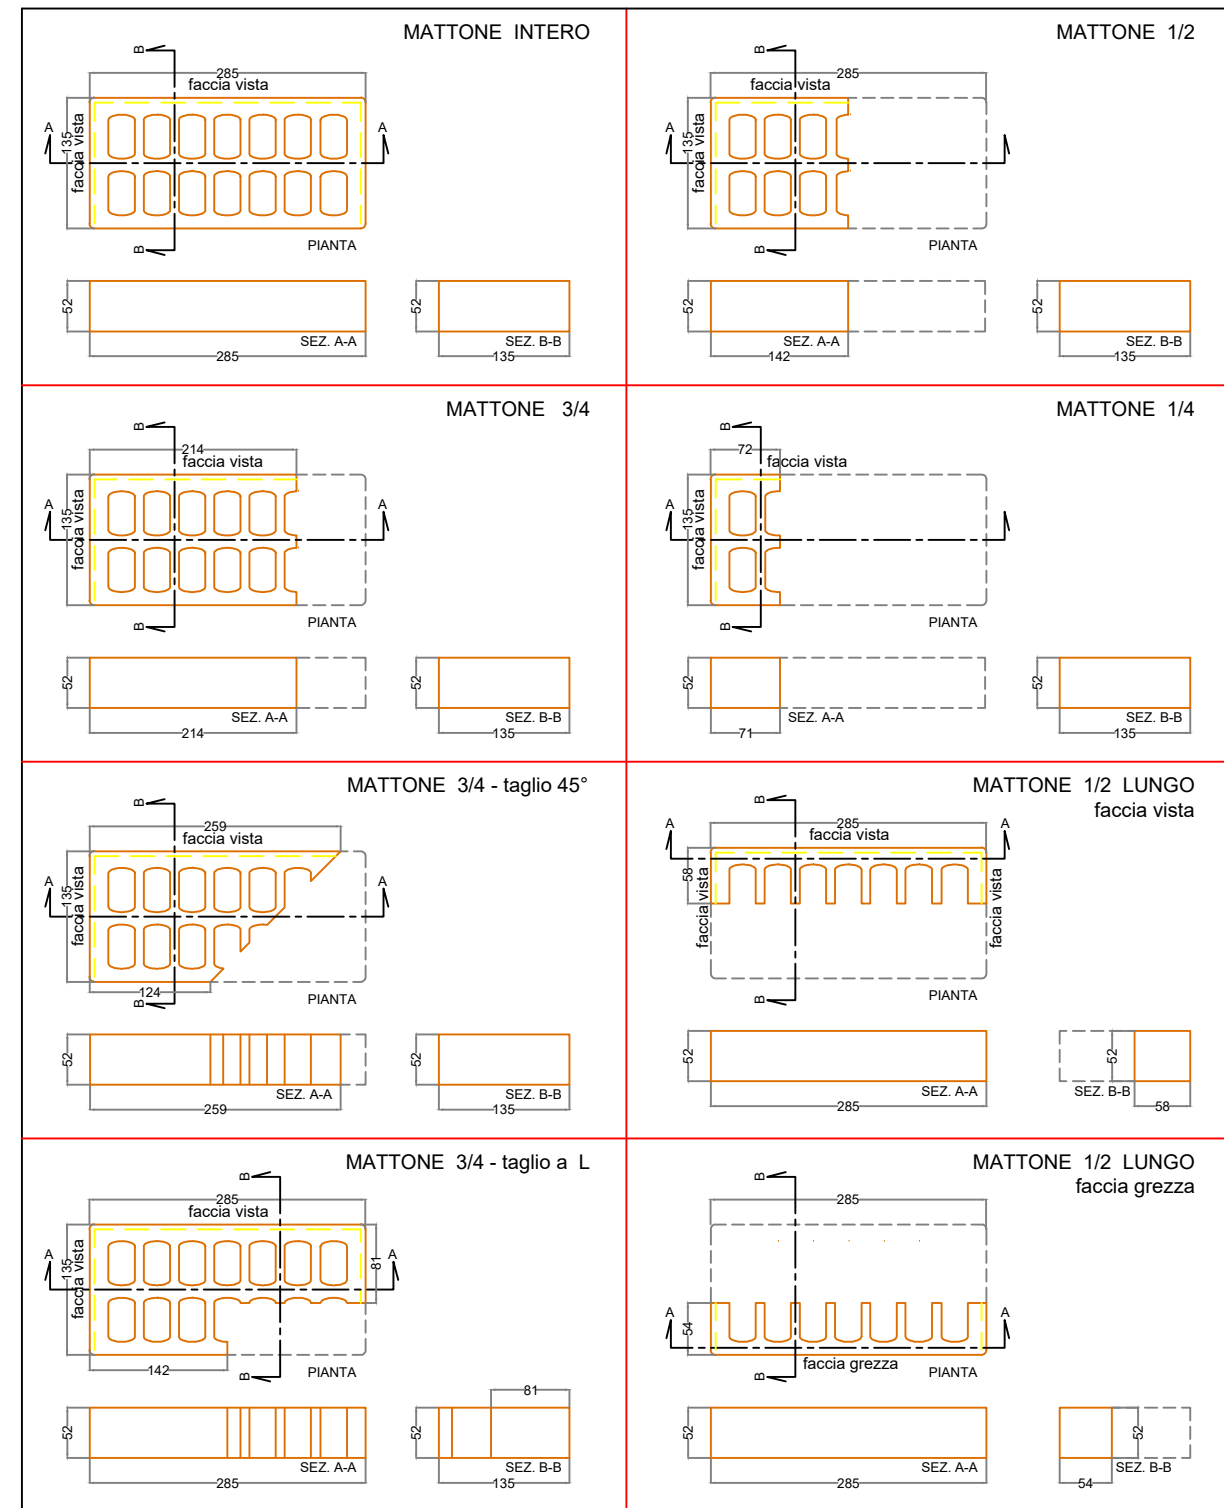 MATTONE INTERO
B
285
faccia vista
A
135
faccia vista
A
B
PIANTA
52
SEZ. A-A
285
52
SEZ. B-B
135
MATTONE 1/2
B
285
faccia vista
A
135
faccia vista
B
PIANTA
52
SEZ. A-A
142
52
SEZ. B-B
135
MATTONE 3/4
B
214
faccia vista
A
135
faccia vista
A
B
PIANTA
52
SEZ. A-A
214
52
SEZ. B-B
135
MATTONE 1/4
B
72
faccia vista
A
135
faccia vista
B
PIANTA
52
SEZ. A-A
71
52
SEZ. B-B
135
MATTONE 3/4 - taglio 45°
B
259
faccia vista
A
135
faccia vista
A
124
B
PIANTA
52
SEZ. A-A
259
52
SEZ. B-B
135
MATTONE 1/2 LUNGO
faccia vista
B
285
faccia vista
A
A
58
faccia vista
faccia vista
B
PIANTA
52
SEZ. A-A
285
52
SEZ. B-B
58
MATTONE 3/4 - taglio a L
B
285
faccia vista
A
135
faccia vista
81
A
142
B
PIANTA
52
SEZ. A-A
285
81
52
SEZ. B-B
135
MATTONE 1/2 LUNGO
faccia grezza
B
285
A
A
54
faccia grezza
B
PIANTA
52
SEZ. A-A
285
52
SEZ. B-B
54